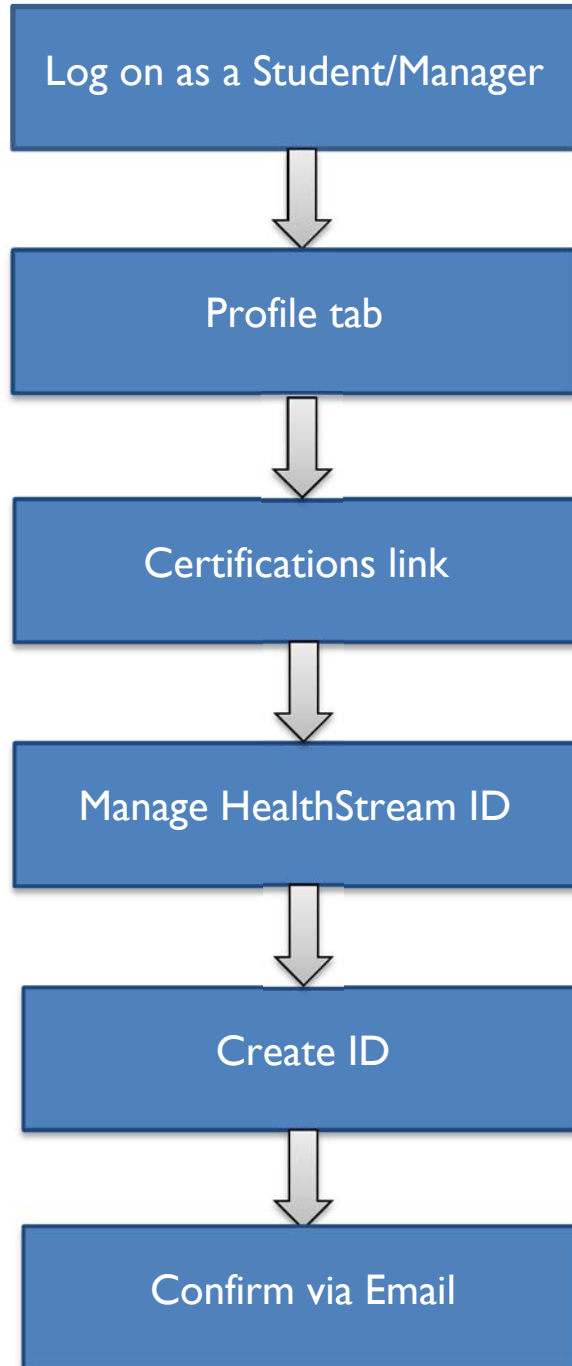 Log on as a Student/Manager
Profile tab
Certifications link
Manage HealthStream ID
Create ID
Confirm via Email